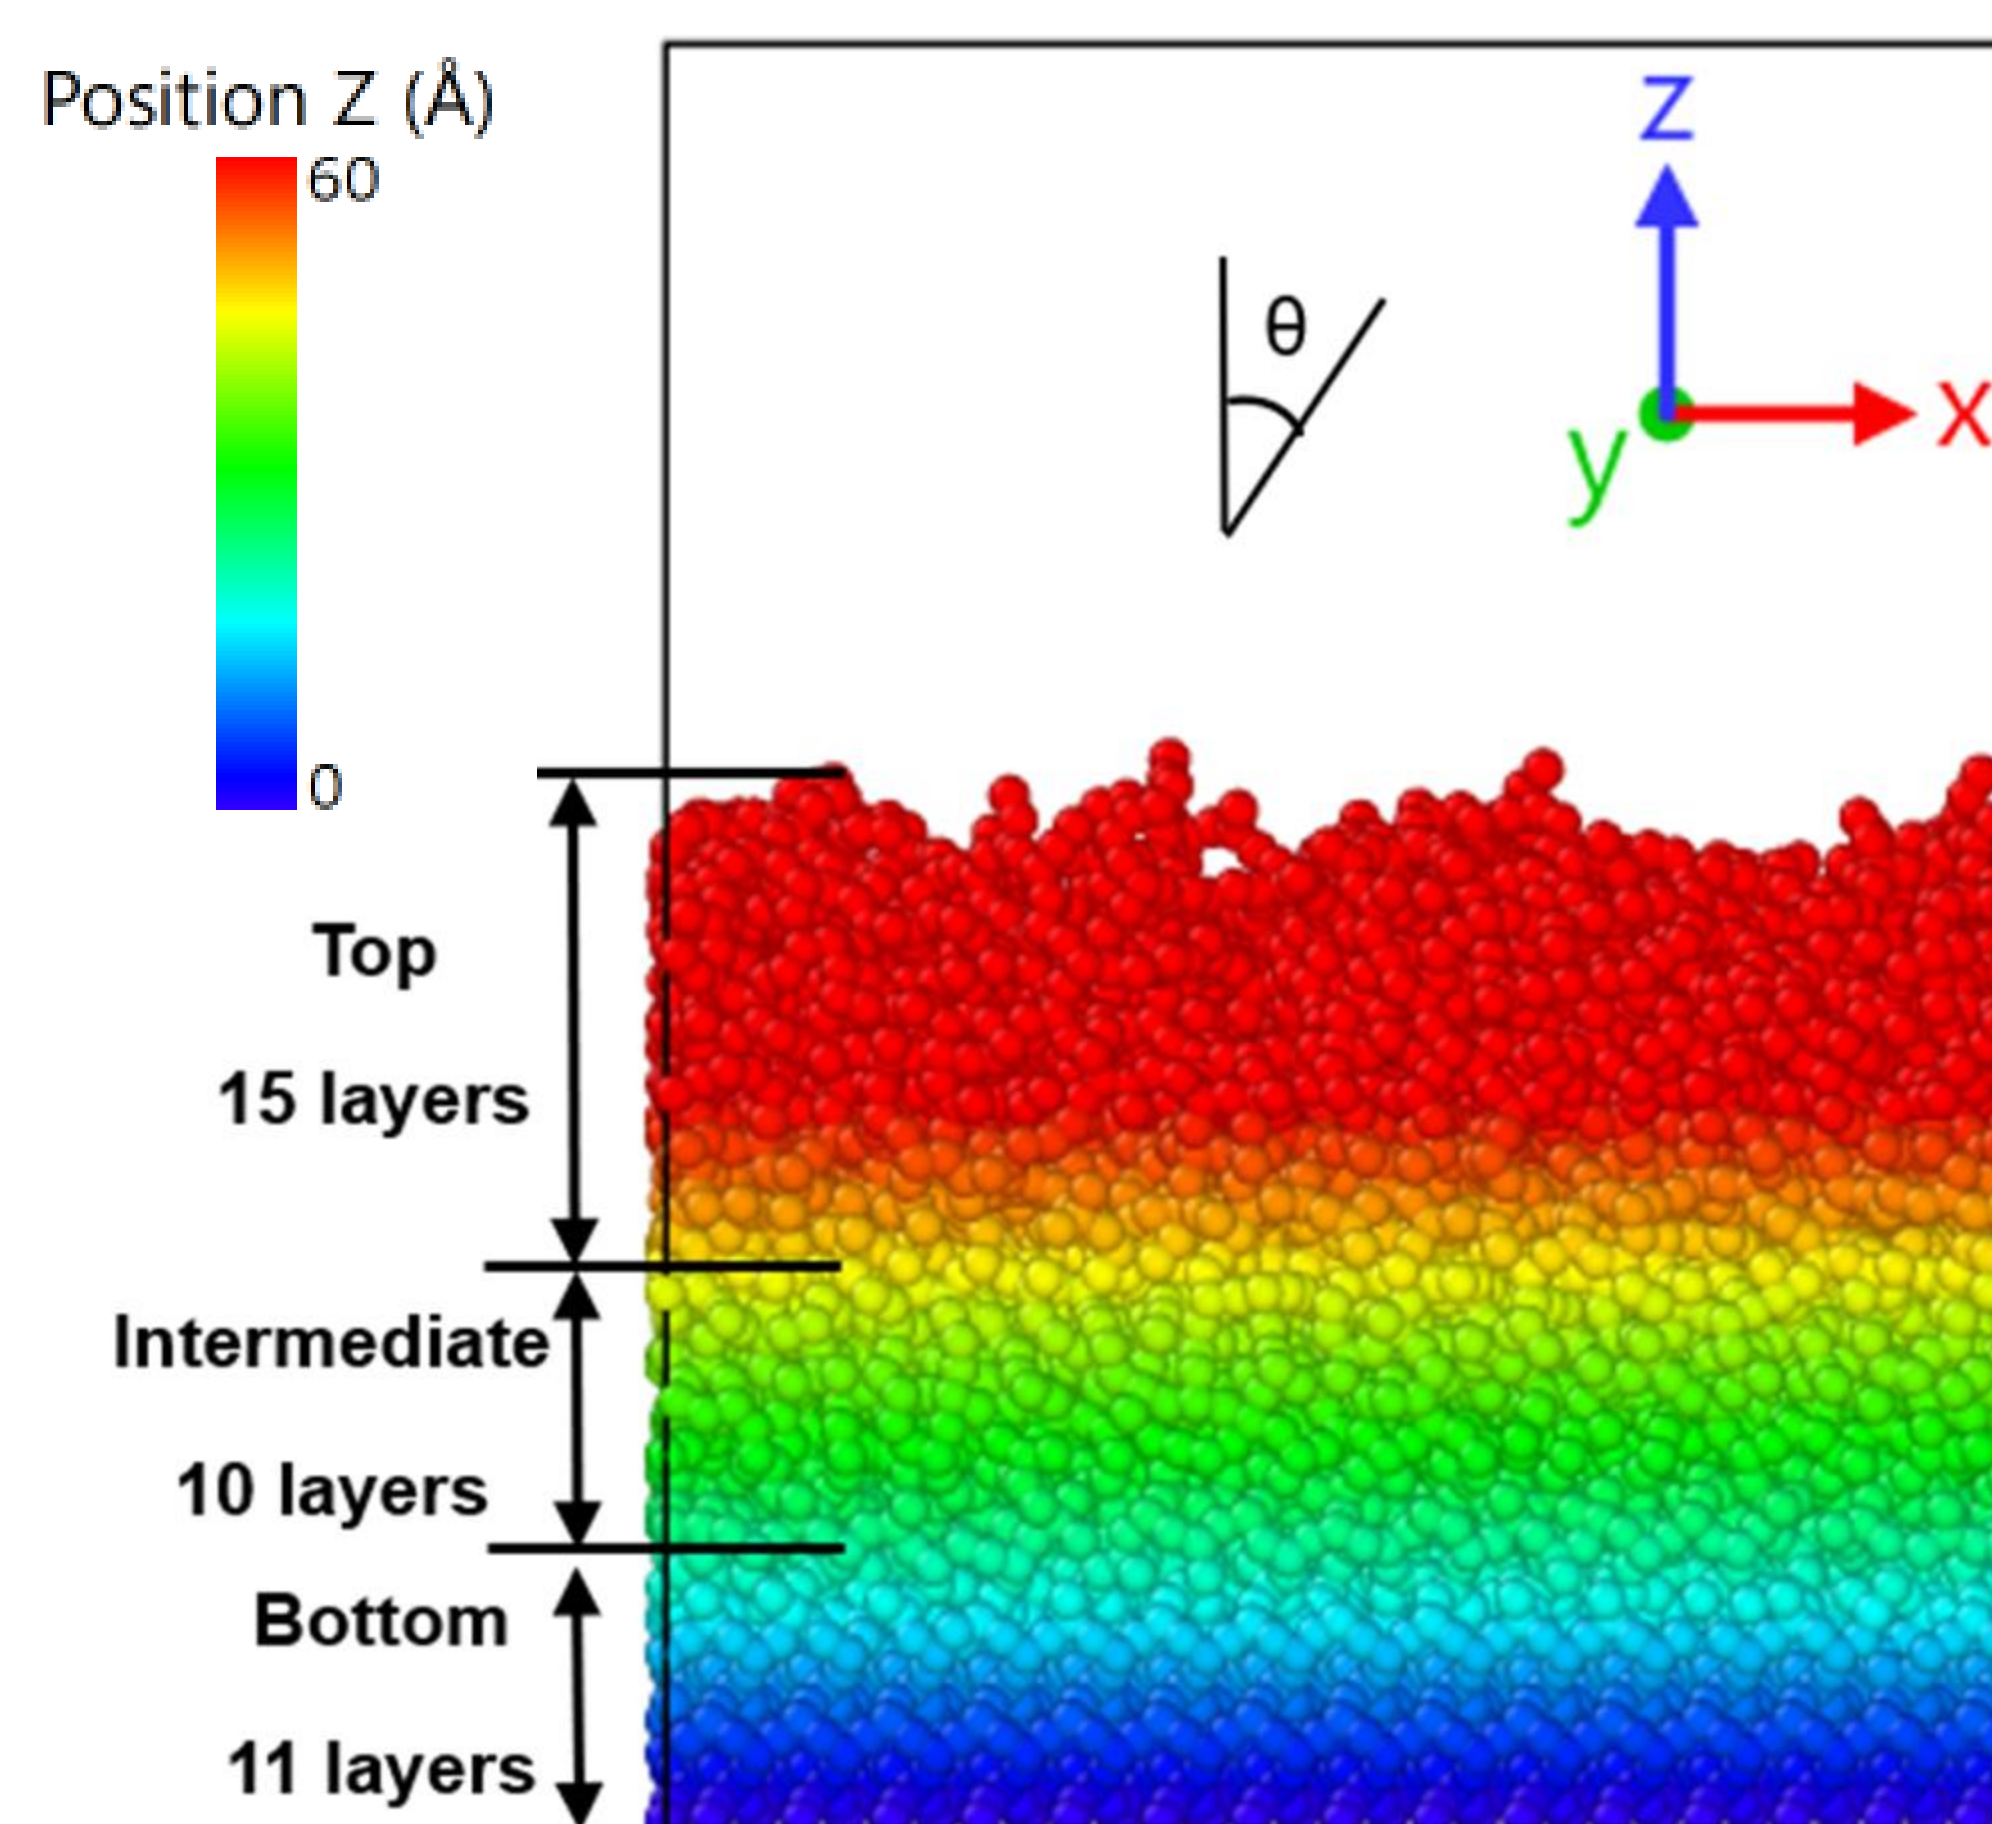 Position Z (Å)
60
0
z
θ
x
y
Top
15 layers
Intermediate
10 layers
Bottom
11 layers